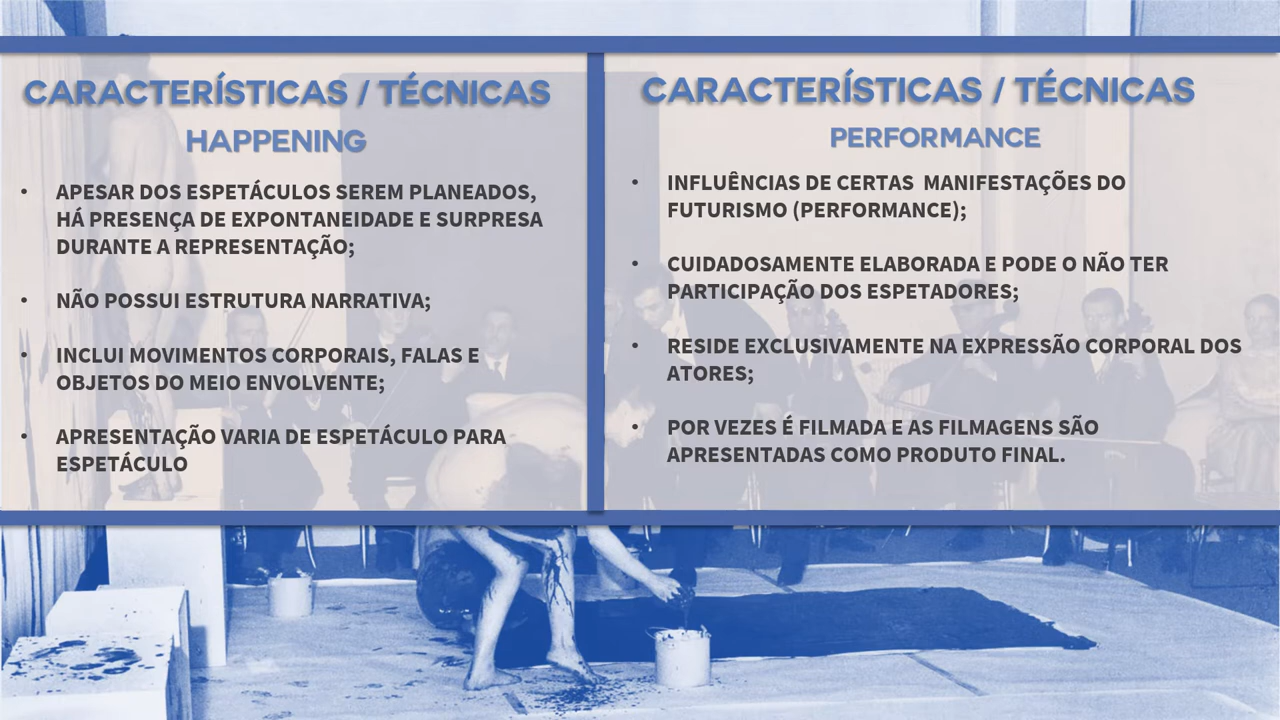 CARACTERÍSTICAS / TÉCNICAS
HAPPENING
• APESAR DOS ESPETÁCULOS SEREM PLANEADOS,
HÁ PRESENÇA DE EXPONTANEIDADE E SURPRESA
DURANTE A REPRESENTAÇÃO;
• NÃO POSSUI ESTRUTURA NARRATIVA;
• INCLUI MOVIMENTOS CORPORAIS, FALAS E
OBJETOS DO MEIO ENVOLVENTE;
• APRESENTAÇÃO VARIA DE ESPETÁCULO PARA
ESPETÁCULO
CARACTERÍSTICAS / TÉCNICAS
PERFORMANCE
• INFLUÊNCIAS DE CERTAS MANIFESTAÇÕES DO
FUTURISMO (PERFORMANCE);
• CUIDADOSAMENTE ELABORADA E PODE O NÃO TER
PARTICIPAÇÃO DOS ESPETADORES;
• RESIDE EXCLUSIVAMENTE NA EXPRESSÃO CORPORAL DOS
ATORES;
• POR VEZES É FILMADA E AS FILMAGENS SÃO
APRESENTADAS COMO PRODUTO FINAL.